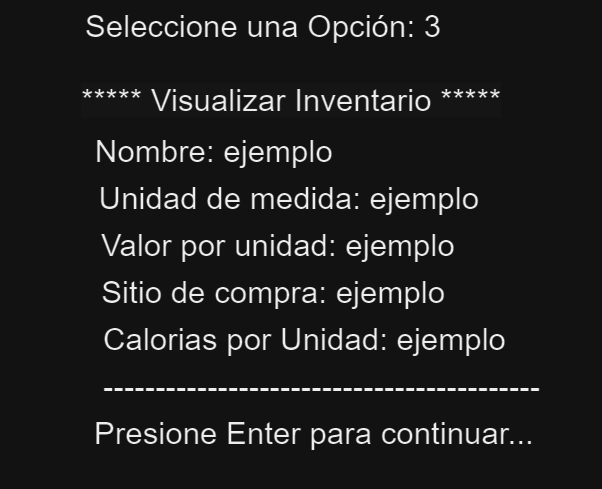 Seleccione una Opción: 3
***** Visualizar Inventario *****
Nombre: ejemplo
Unidad de medida: ejemplo
Valor por unidad: ejemplo
Sitio de compra: ejemplo
Calorias por Unidad: ejemplo
------------------------------------------
Presione Enter para continuar...